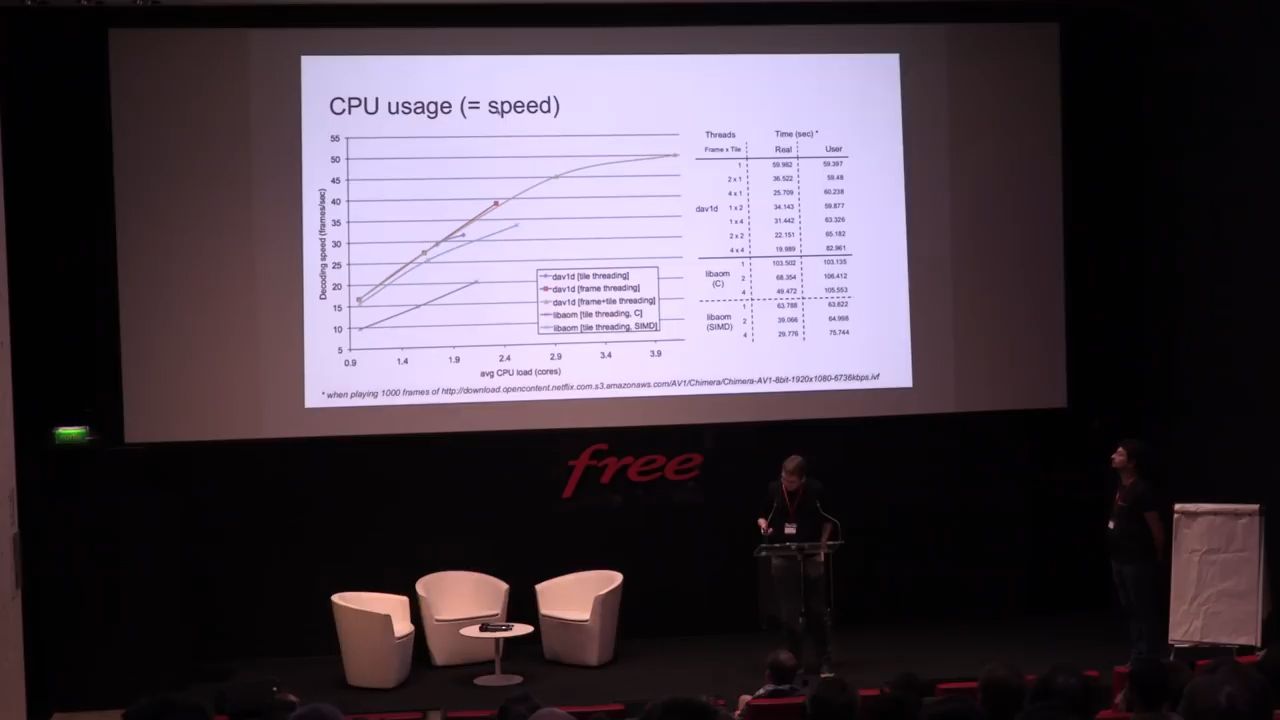 CPU usage (= speed)
55
50
45
40
35
30
25
20
15
10
5
Decoding speed (frames/sec)
0.9 1.4 1.9 2.4 2.9 3.4 3.9
avg CPU load (cores)
dav1d [tile threading]
dav1d [frame threading]
dav1d [frame+tile threading]
libaom [tile threading, C]
libaom [tile threading, SIMD]
Threads Time (sec) *
Frame x Tile Real User
dav1d
1 59.982 59.397
2 x 1 36.522 59.48
4 x 1 25.709 60.238
1 x 2 34.143 59.877
1 x 4 31.442 63.326
2 x 2 22.151 65.182
4 x 4 19.989 82.961
libaom
(C)
1 103.502 103.135
2 68.354 106.412
4 49.472 105.553
libaom
(SIMD)
1 63.788 63.622
2 39.066 64.998
4 29.776 75.744
* when playing 1000 frames of http://download.opencontent.netflix.com.s3.amazonaws.com/AV1/Chimera/Chimera-AV1-8bit-1920x1080-6736kbps.ivf
free